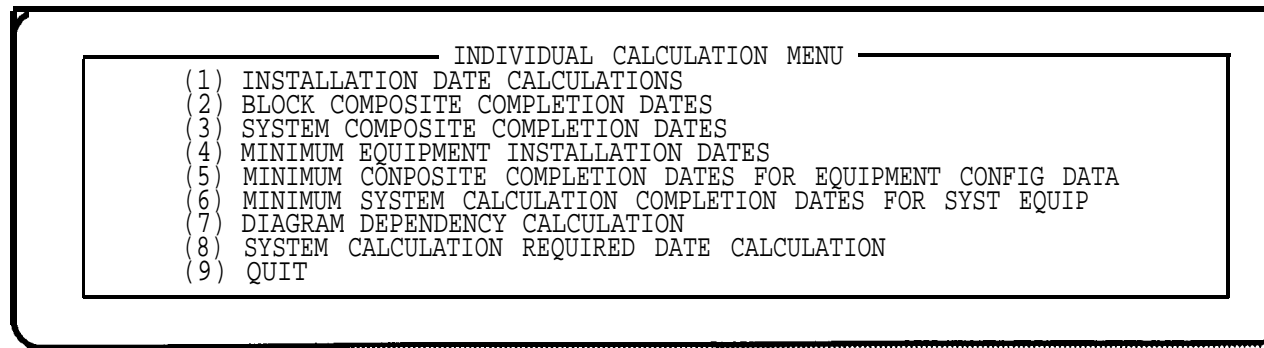 INDIVIDUAL CALCULATION MENU
(1) INSTALLATION DATE CALCULATIONS
(2) BLOCK COMPOSITE COMPLETION DATES
(3) SYSTEM COMPOSITE COMPLETION DATES
(4) MINIMUM EQUIPMENT INSTALLATION DATES
(5) MINIMUM CONPOSITE COMPLETION DATES FOR EQUIPMENT CONFIG DATA
(6) MINIMUM SYSTEM CALCULATION COMPLETION DATES FOR SYST EQUIP
(7) DIAGRAM DEPENDENCY CALCULATION
(8) SYSTEM CALCULATION REQUIRED DATE CALCULATION
(9) QUIT